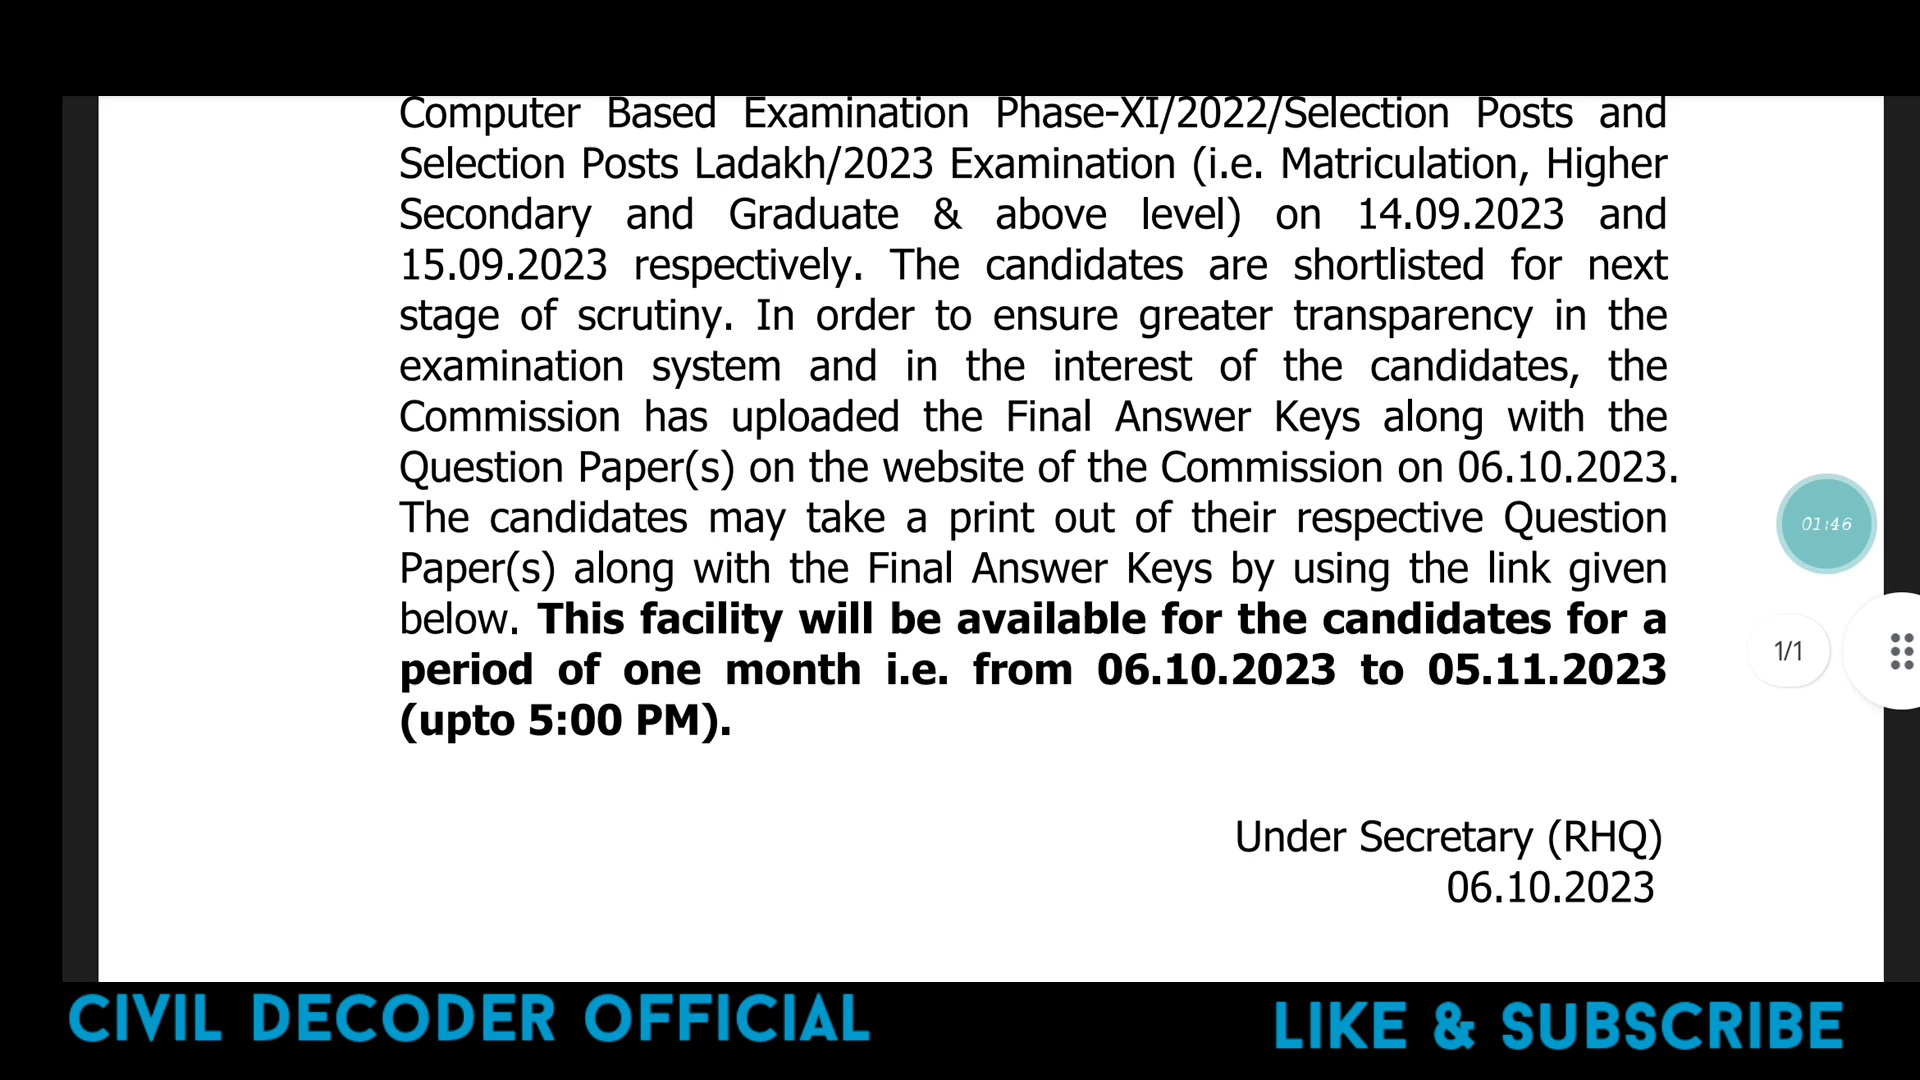 Computer Based Examination Phase-XI/2022/Selection Posts and
Selection Posts Ladakh/2023 Examination (i.e. Matriculation, Higher
Secondary and Graduate & above level) on 14.09.2023 and
15.09.2023 respectively. The candidates are shortlisted for next
stage of scrutiny. In order to ensure greater transparency in the
examination system and in the interest of the candidates, the
Commission has uploaded the Final Answer Keys along with the
Question Paper(s) on the website of the Commission on 06.10.2023.
The candidates may take a print out of their respective Question
Paper(s) along with the Final Answer Keys by using the link given
below. This facility will be available for the candidates for a
period of one month i.e. from 06.10.2023 to 05.11.2023
(upto 5:00 PM).
01:46
1/1
Under Secretary (RHQ)
06.10.2023
CIVIL DECODER OFFICIAL
LIKE & SUBSCRIBE